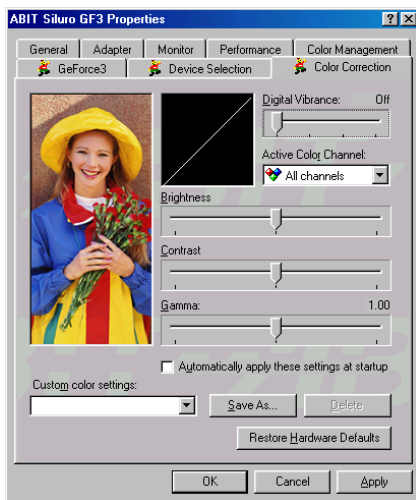 ABIT Siluro GF3 Properties
General Adapter Monitor Performance Color Management
GeForce3 Device Selection Color Correction
Digital Vibrance: Off
Active Color Channel:
All channels
Brightness
Contrast
Gamma: 1.00
Automatically apply these settings at startup
Custom color settings:
Save As... Delete
Restore Hardware Defaults
OK Cancel Apply